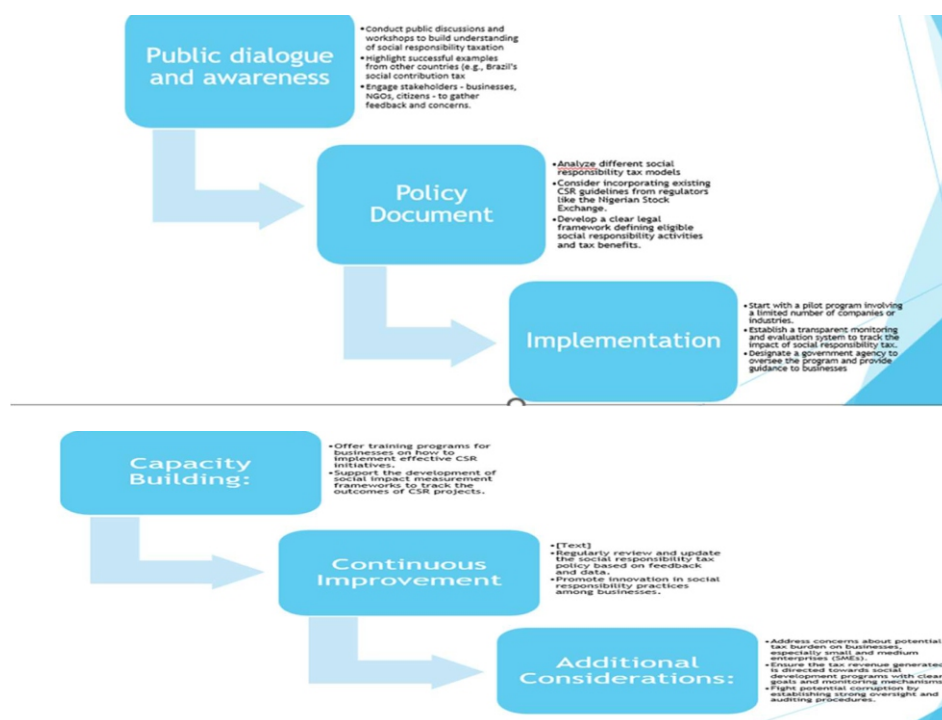 Public dialogue
and awareness
•Conduct public discussions and
workshops to build understanding
of social responsibility taxation
•Highlight successful examples
from other countries (e.g., Brazil's
social contribution tax
•Engage stakeholders - businesses,
NGOs, citizens - to gather
feedback and concerns.
Policy
Document
•Analyze different social
responsibility tax models
•Consider incorporating existing
CSR guidelines from regulators
like the Nigerian Stock
Exchange.
•Develop a clear legal
framework defining eligible
social responsibility activities
and tax benefits.
Implementation
•Start with a pilot program involving
a limited number of companies or
industries.
•Establish a transparent monitoring
and evaluation system to track the
impact of social responsibility tax.
•Designate a government agency to
oversee the program and provide
guidance to businesses
Capacity
Building:
•Offer training programs for
businesses on how to
implement effective CSR
initiatives.
•Support the development of
social impact measurement
frameworks to track the
outcomes of CSR projects.
Continuous
Improvement
•[Text]
•Regularly review and update
the social responsibility tax
policy based on feedback
and data.
•Promote innovation in social
responsibility practices
among businesses.
Additional
Considerations:
•Address concerns about potential
tax burden on businesses,
especially small and medium
enterprises (SMEs).
•Ensure the tax revenue generated
is directed towards social
development programs with clear
goals and monitoring mechanisms
•Fight potential corruption by
establishing strong oversight and
auditing procedures.